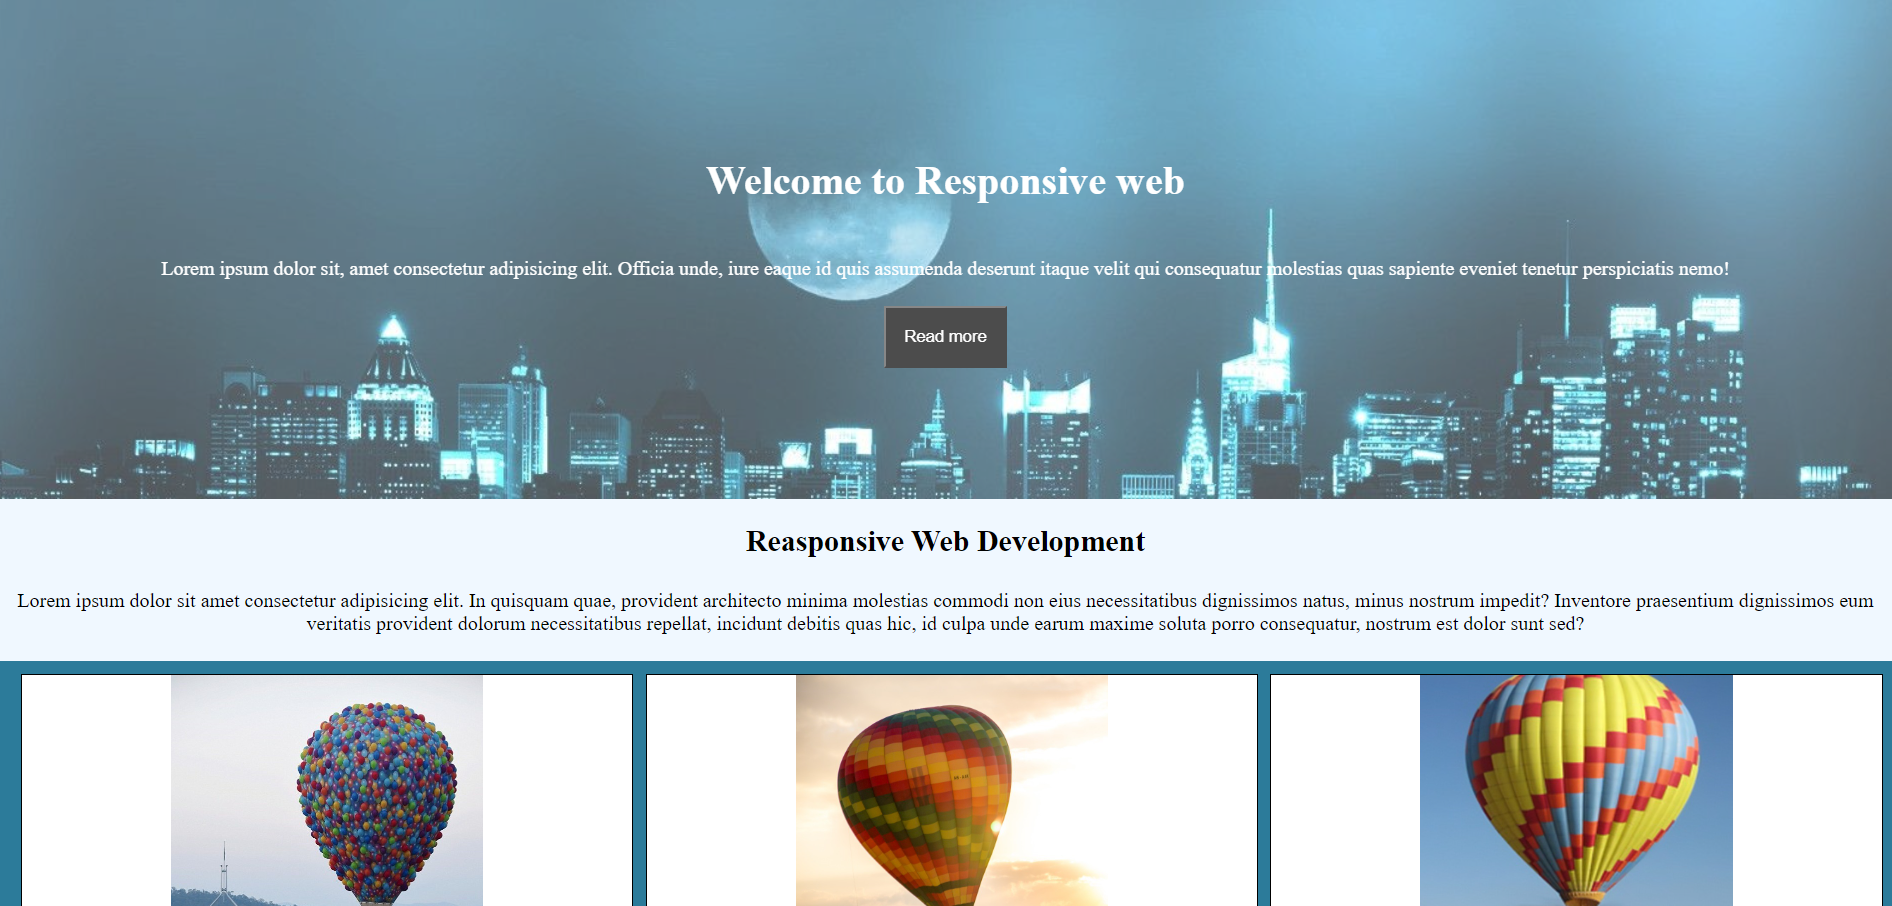 Welcome to Responsive web
Lorem ipsum dolor sit, amet consectetur adipisicing elit. Officia unde, iure eaque id quis assumenda deserunt itaque velit qui consequatur molestias quas sapiente eveniet tenetur perspiciatis nemo!
Read more
Reasponsive Web Development
Lorem ipsum dolor sit amet consectetur adipisicing elit. In quisquam quae, provident architecto minima molestias commodi non eius necessitatibus dignissimos natus, minus nostrum impedit? Inventore praesentium dignissimos eum
veritatis provident dolorum necessitatibus repellat, incidunt debitis quas hic, id culpa unde earum maxime soluta porro consequatur, nostrum est dolor sunt sed?